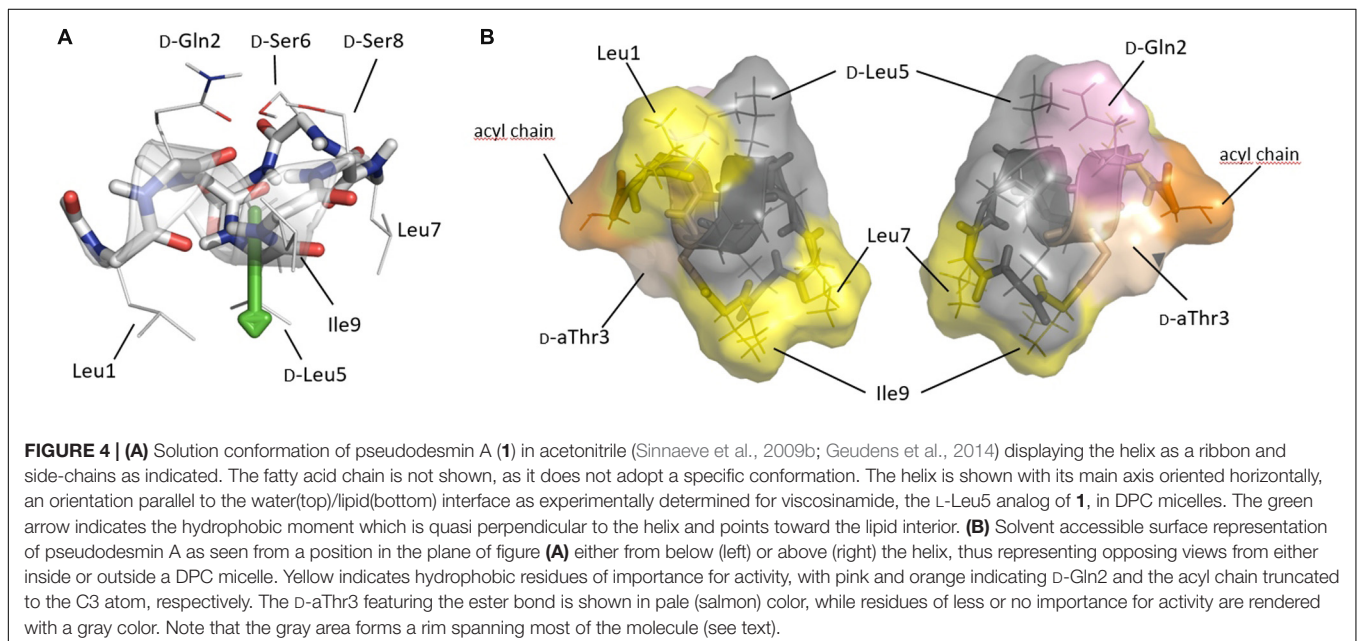 A
D-Gln2 D-Ser6 D-Ser8
Leu7
Ile9
Leu1
D-Leu5
B
Leu1
D-Leu5
D-Gln2
acyl chain
acyl chain
Leu7
D-aThr3
D-aThr3
Ile9
FIGURE 4 | (A) Solution conformation of pseudodesmin A (1) in acetonitrile (Sinnaeve et al., 2009b; Geudens et al., 2014) displaying the helix as a ribbon and
side-chains as indicated. The fatty acid chain is not shown, as it does not adopt a specific conformation. The helix is shown with its main axis oriented horizontally,
an orientation parallel to the water(top)/lipid(bottom) interface as experimentally determined for viscosinamide, the L-Leu5 analog of 1, in DPC micelles. The green
arrow indicates the hydrophobic moment which is quasi perpendicular to the helix and points toward the lipid interior. (B) Solvent accessible surface representation
of pseudodesmin A as seen from a position in the plane of figure (A) either from below (left) or above (right) the helix, thus representing opposing views from either
inside or outside a DPC micelle. Yellow indicates hydrophobic residues of importance for activity, with pink and orange indicating D-Gln2 and the acyl chain truncated
to the C3 atom, respectively. The D-aThr3 featuring the ester bond is shown in pale (salmon) color, while residues of less or no importance for activity are rendered
with a gray color. Note that the gray area forms a rim spanning most of the molecule (see text).